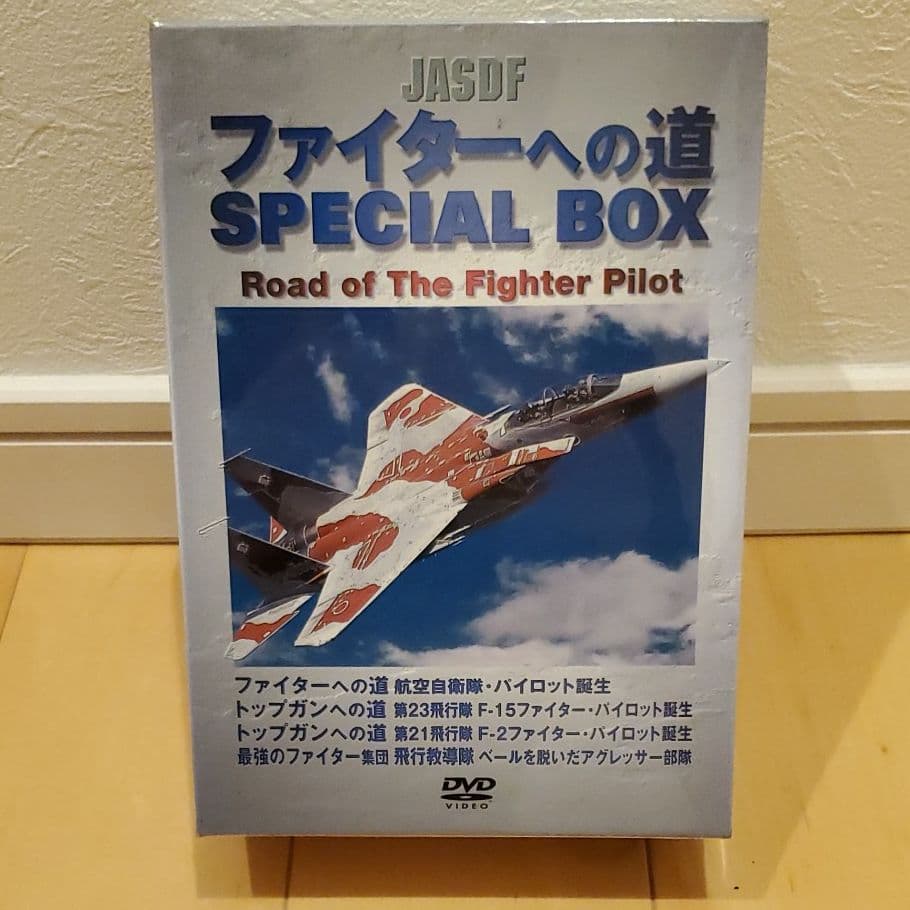 JASDF
ファイターへの道
SPECIAL BOX
Road of The Fighter Pilot
ファイターへの道 航空自衛隊・パイロット誕生
トップガンへの道 第23飛行隊 F-15ファイター・パイロット誕生
トップガンへの道 第21飛行隊 F-2ファイター・パイロット誕生
最強のファイター集団 飛行教導隊 ベールを脱いだアグレッサー部隊
DVD
VIDEO